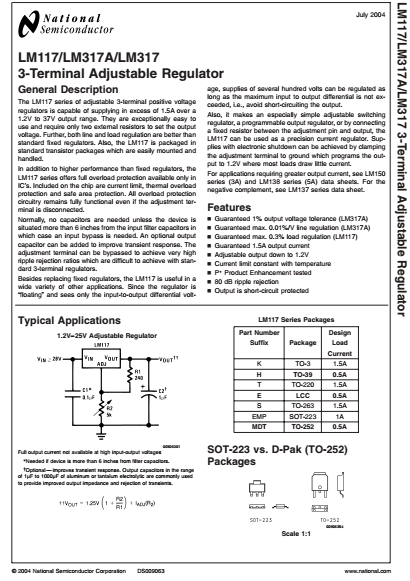 National
Semiconductor
July 2004
LM117/LM317A/LM317
3-Terminal Adjustable Regulator
General Description
The LM117 series of adjustable 3-terminal positive voltage
regulators is capable of supplying in excess of 1.5A over a
1.2V to 37V output range. They are exceptionally easy to
use and require only two external resistors to set the output
voltage. Further, both line and load regulation are better than
standard fixed regulators. Also, the LM117 is packaged in
standard transistor packages which are easily mounted and
handled.
In addition to higher performance than fixed regulators, the
LM117 series offers full overload protection available only in
IC's. Included on the chip are current limit, thermal overload
protection and safe area protection. All overload protection
circuitry remains fully functional even if the adjustment ter-
minal is disconnected.
Normally, no capacitors are needed unless the device is
situated more than 6 inches from the input filter capacitors in
which case an input bypass is needed. An optional output
capacitor can be added to improve transient response. The
adjustment terminal can be bypassed to achieve very high
ripple rejection ratios which are difficult to achieve with stan-
dard 3-terminal regulators.
Besides replacing fixed regulators, the LM117 is useful in a
wide variety of other applications. Since the regulator is
"floating" and sees only the input-to-output differential volt-
age, supplies of several hundred volts can be regulated as
long as the maximum input to output differential is not ex-
ceeded, i.e., avoid short-circuiting the output.
Also, it makes an especially simple adjustable switching
regulator, a programmable output regulator, or by connecting
a fixed resistor between the adjustment pin and output, the
LM117 can be used as a precision current regulator. Sup-
plies with electronic shutdown can be achieved by clamping
the adjustment terminal to ground which programs the out-
put to 1.2V where most loads draw little current.
For applications requiring greater output current, see LM150
series (3A) and LM138 series (5A) data sheets. For the
negative complement, see LM137 series data sheet.
Features
■ Guaranteed 1% output voltage tolerance (LM317A)
■ Guaranteed max. 0.01%/V line regulation (LM317A)
■ Guaranteed max. 0.3% load regulation (LM117)
■ Guaranteed 1.5A output current
■ Adjustable output down to 1.2V
■ Current limit constant with temperature
■ P+ Product Enhancement tested
■ 80 dB ripple rejection
■ Output is short-circuit protected
Typical Applications
1.2V–25V Adjustable Regulator
LM117
VIN ≥ 28V
VIN VOUT
ADJ
VOUT††
R1
240
C1*
0.1µF
C2†
1µF
R2
5k
00906301
Full output current not available at high input-output voltages
*Needed if device is more than 6 inches from filter capacitors.
†Optional—improves transient response. Output capacitors in the range
of 1µF to 1000µF of aluminum or tantalum electrolytic are commonly used
to provide improved output impedance and rejection of transients.
††VOUT = 1.25V (1 + R2/R1) + IADJ(R2)
LM117 Series Packages
Part Number Suffix Package Design Load Current
K TO-3 1.5A
H TO-39 0.5A
T TO-220 1.5A
E LCC 0.5A
S TO-263 1.5A
EMP SOT-223 1A
MDT TO-252 0.5A
SOT-223 vs. D-Pak (TO-252)
Packages
SOT-223 TO-252
Scale 1:1
LM117/LM317A/LM317 3-Terminal Adjustable Regulator
© 2004 National Semiconductor Corporation DS009063 www.national.com